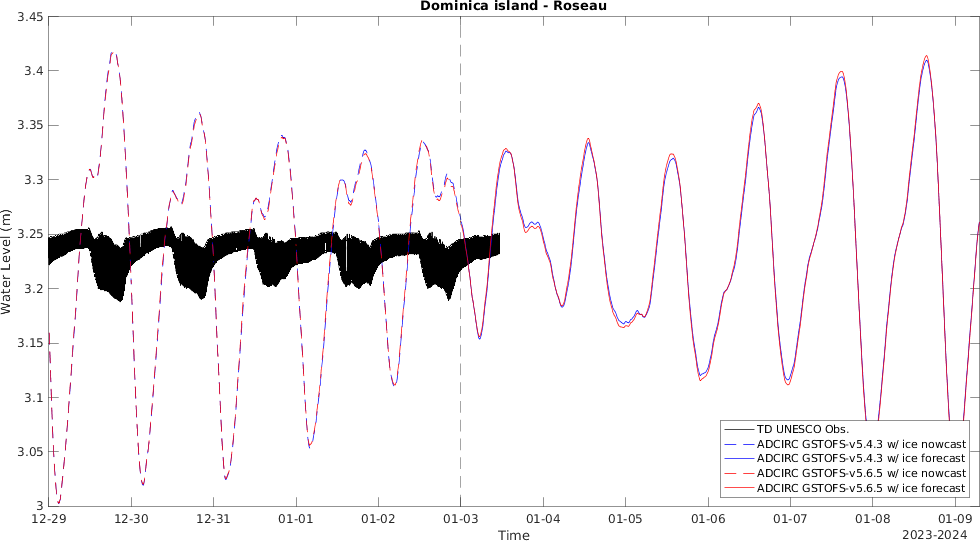 Dominica island - Roseau
Water Level (m)
3.45
3.4
3.35
3.3
3.25
3.2
3.15
3.1
3.05
3
TD UNESCO Obs.
ADCIRC GSTOFS-v5.4.3 w/ ice nowcast
ADCIRC GSTOFS-v5.4.3 w/ ice forecast
ADCIRC GSTOFS-v5.6.5 w/ ice nowcast
ADCIRC GSTOFS-v5.6.5 w/ ice forecast
12-29 12-30 12-31 01-01 01-02 01-03 01-04 01-05 01-06 01-07 01-08 01-09
Time
2023-2024